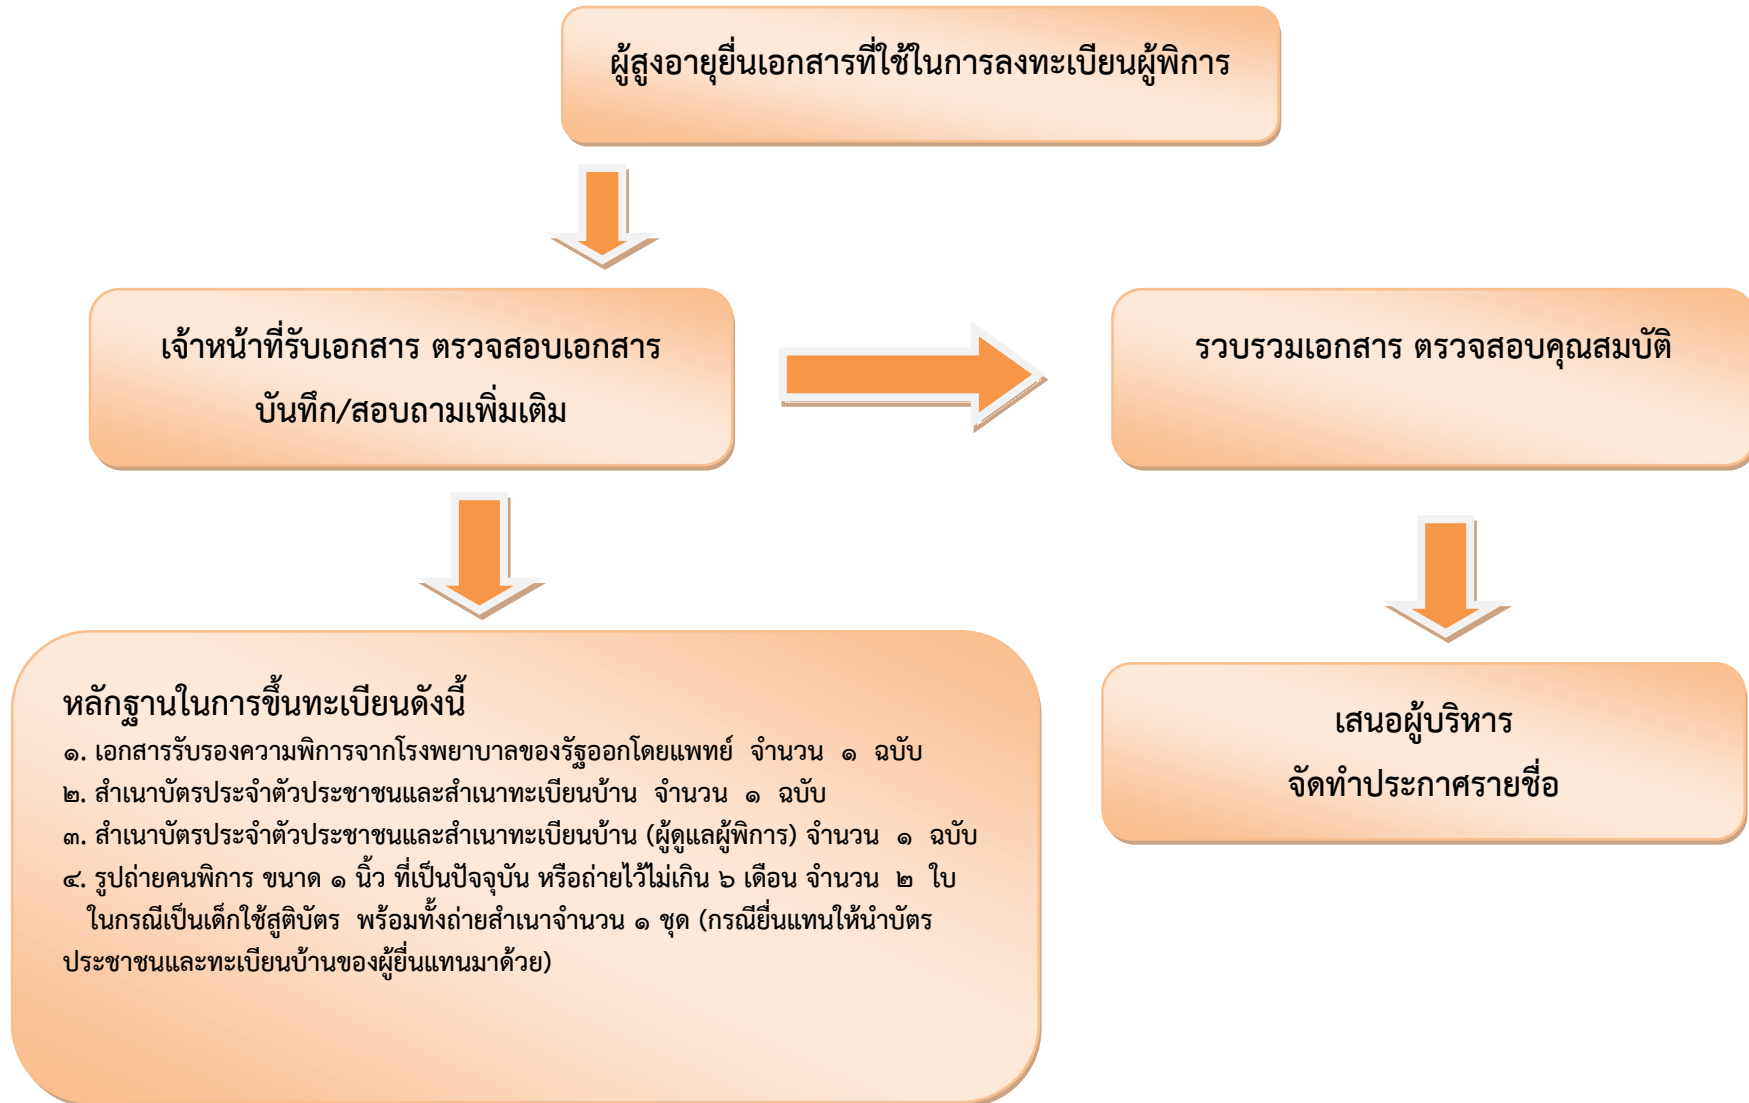 ผู้สูงอายุยื่นเอกสารที่ใช้ในการลงทะเบียนผู้พิการ
เจ้าหน้าที่รับเอกสาร ตรวจสอบเอกสาร
บันทึก/สอบถามเพิ่มเติม
รวบรวมเอกสาร ตรวจสอบคุณสมบัติ
หลักฐานในการขึ้นทะเบียนดังนี้
๑. เอกสารรับรองความพิการจากโรงพยาบาลของรัฐออกโดยแพทย์ จำนวน ๑ ฉบับ
๒. สำเนาบัตรประจำตัวประชาชนและสำเนาทะเบียนบ้าน จำนวน ๑ ฉบับ
๓. สำเนาบัตรประจำตัวประชาชนและสำเนาทะเบียนบ้าน (ผู้ดูแลผู้พิการ) จำนวน ๑ ฉบับ
๔. รูปถ่ายคนพิการ ขนาด ๑ นิ้ว ที่เป็นปัจจุบัน หรือถ่ายไว้ไม่เกิน ๖ เดือน จำนวน ๒ ใบ
ในกรณีเป็นเด็กใช้สูติบัตร พร้อมทั้งถ่ายสำเนาจำนวน ๑ ชุด (กรณียื่นแทนให้นำบัตร
ประชาชนและทะเบียนบ้านของผู้ยื่นแทนมาด้วย)
เสนอผู้บริหาร
จัดทำประกาศรายชื่อ